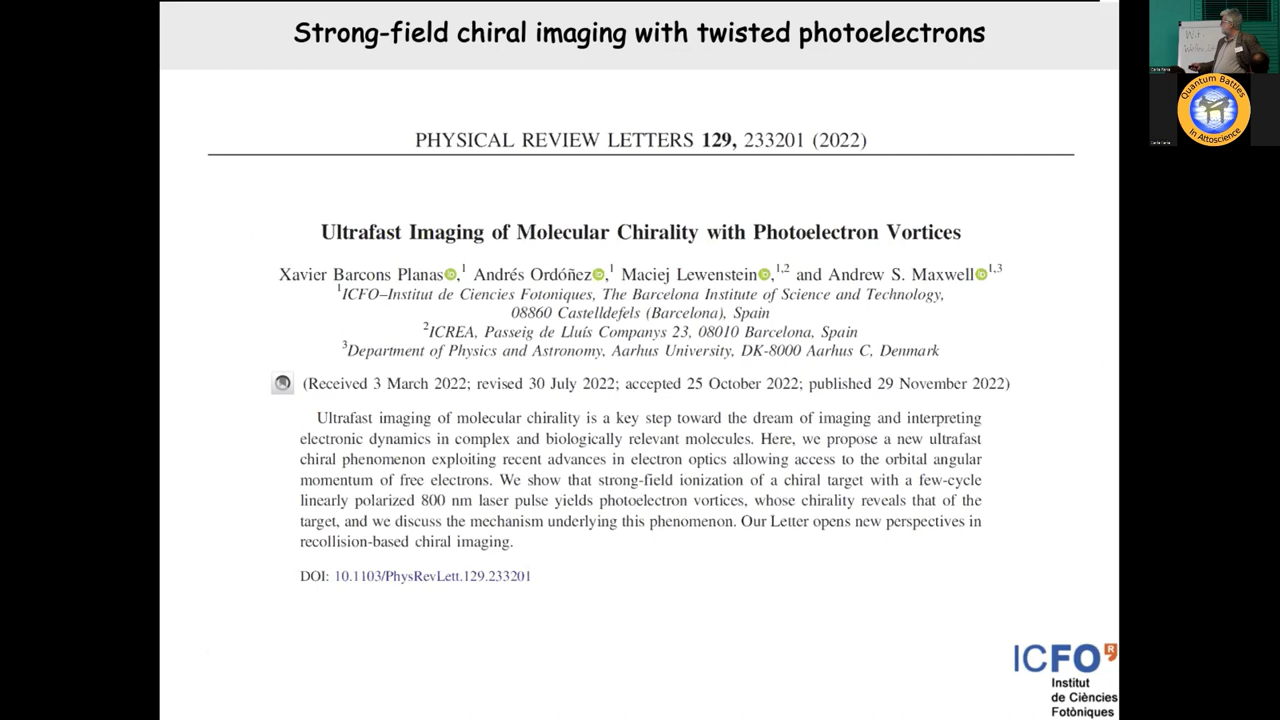 Strong-field chiral imaging with twisted photoelectrons
PHYSICAL REVIEW LETTERS 129, 233201 (2022)
Ultrafast Imaging of Molecular Chirality with Photoelectron Vortices
Xavier Barcons Planas,1 Andrés Ordóñez,1 Maciej Lewenstein,1,2 and Andrew S. Maxwell1,3
1ICFO–Institut de Ciencies Fotoniques, The Barcelona Institute of Science and Technology,
08860 Castelldefels (Barcelona), Spain
2ICREA, Passeig de Lluís Companys 23, 08010 Barcelona, Spain
3Department of Physics and Astronomy, Aarhus University, DK-8000 Aarhus C, Denmark
(Received 3 March 2022; revised 30 July 2022; accepted 25 October 2022; published 29 November 2022)
Ultrafast imaging of molecular chirality is a key step toward the dream of imaging and interpreting
electronic dynamics in complex and biologically relevant molecules. Here, we propose a new ultrafast
chiral phenomenon exploiting recent advances in electron optics allowing access to the orbital angular
momentum of free electrons. We show that strong-field ionization of a chiral target with a few-cycle
linearly polarized 800 nm laser pulse yields photoelectron vortices, whose chirality reveals that of the
target, and we discuss the mechanism underlying this phenomenon. Our Letter opens new perspectives in
recollision-based chiral imaging.
DOI: 10.1103/PhysRevLett.129.233201
ICFO R
Institut
de Ciències
Fotòniques
Quantum Battles
In Attoscience